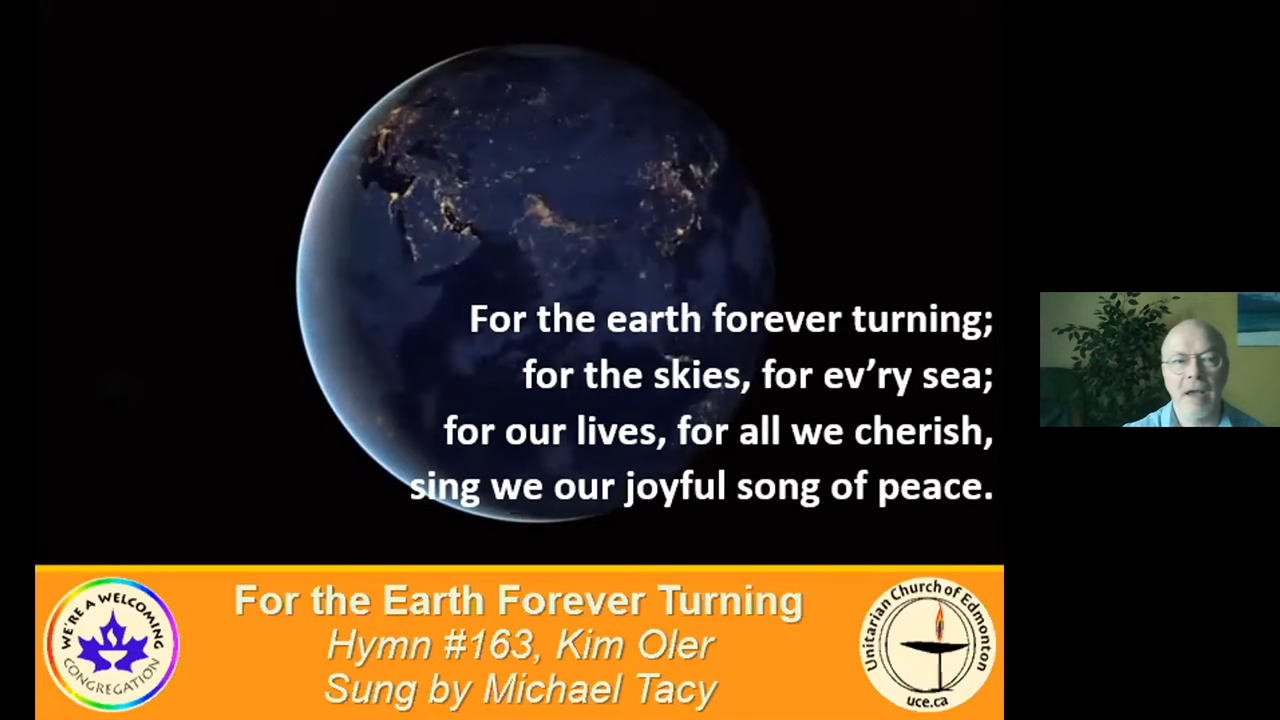 For the earth forever turning;
for the skies, for ev’ry sea;
for our lives, for all we cherish,
sing we our joyful song of peace.
WE'RE A WELCOMING
CONGREGATION
For the Earth Forever Turning
Hymn #163, Kim Oler
Sung by Michael Tacy
Unitarian Church of Edmonton
uce.ca